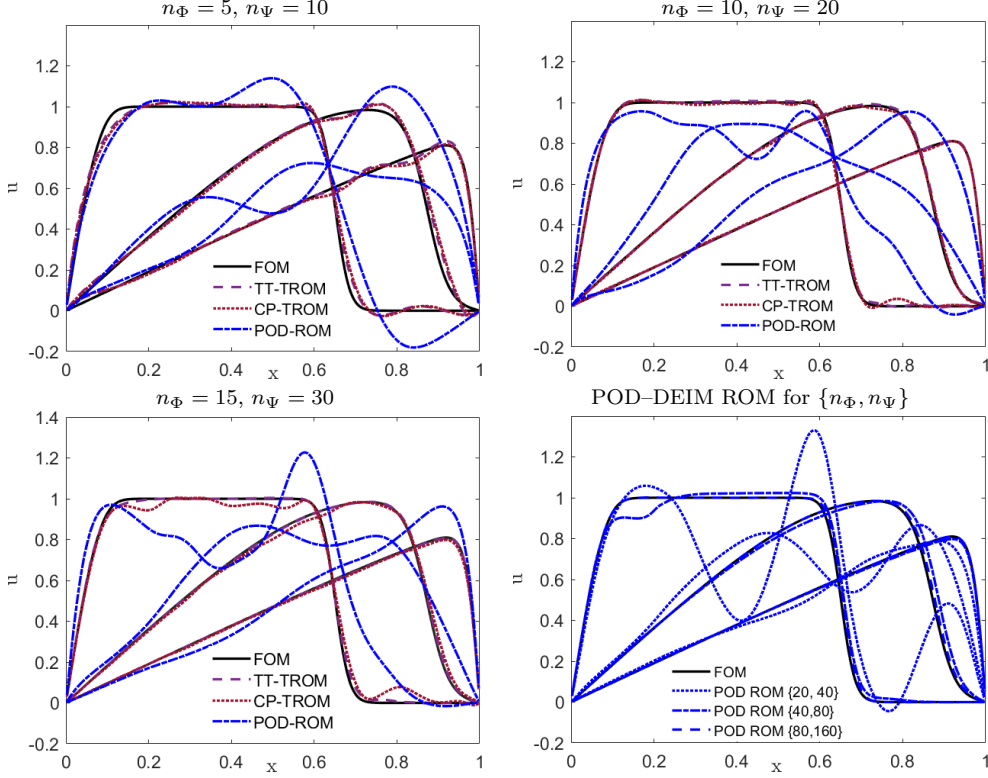 n_Φ = 5, n_Ψ = 10
1.2
1
0.8
0.6
0.4
0.2
0
-0.2
u
FOM
TT-TROM
CP-TROM
POD-ROM
0 0.2 0.4 0.6 0.8 1
x
n_Φ = 10, n_Ψ = 20
1.2
1
0.8
0.6
0.4
0.2
0
-0.2
u
FOM
TT-TROM
CP-TROM
POD-ROM
0 0.2 0.4 0.6 0.8 1
x
n_Φ = 15, n_Ψ = 30
1.4
1.2
1
0.8
0.6
0.4
0.2
0
-0.2
u
FOM
TT-TROM
CP-TROM
POD-ROM
0 0.2 0.4 0.6 0.8 1
x
POD–DEIM ROM for {n_Φ, n_Ψ}
1.2
1
0.8
0.6
0.4
0.2
0
-0.2
u
FOM
POD ROM {20, 40}
POD ROM {40,80}
POD ROM {80,160}
0 0.2 0.4 0.6 0.8 1
x